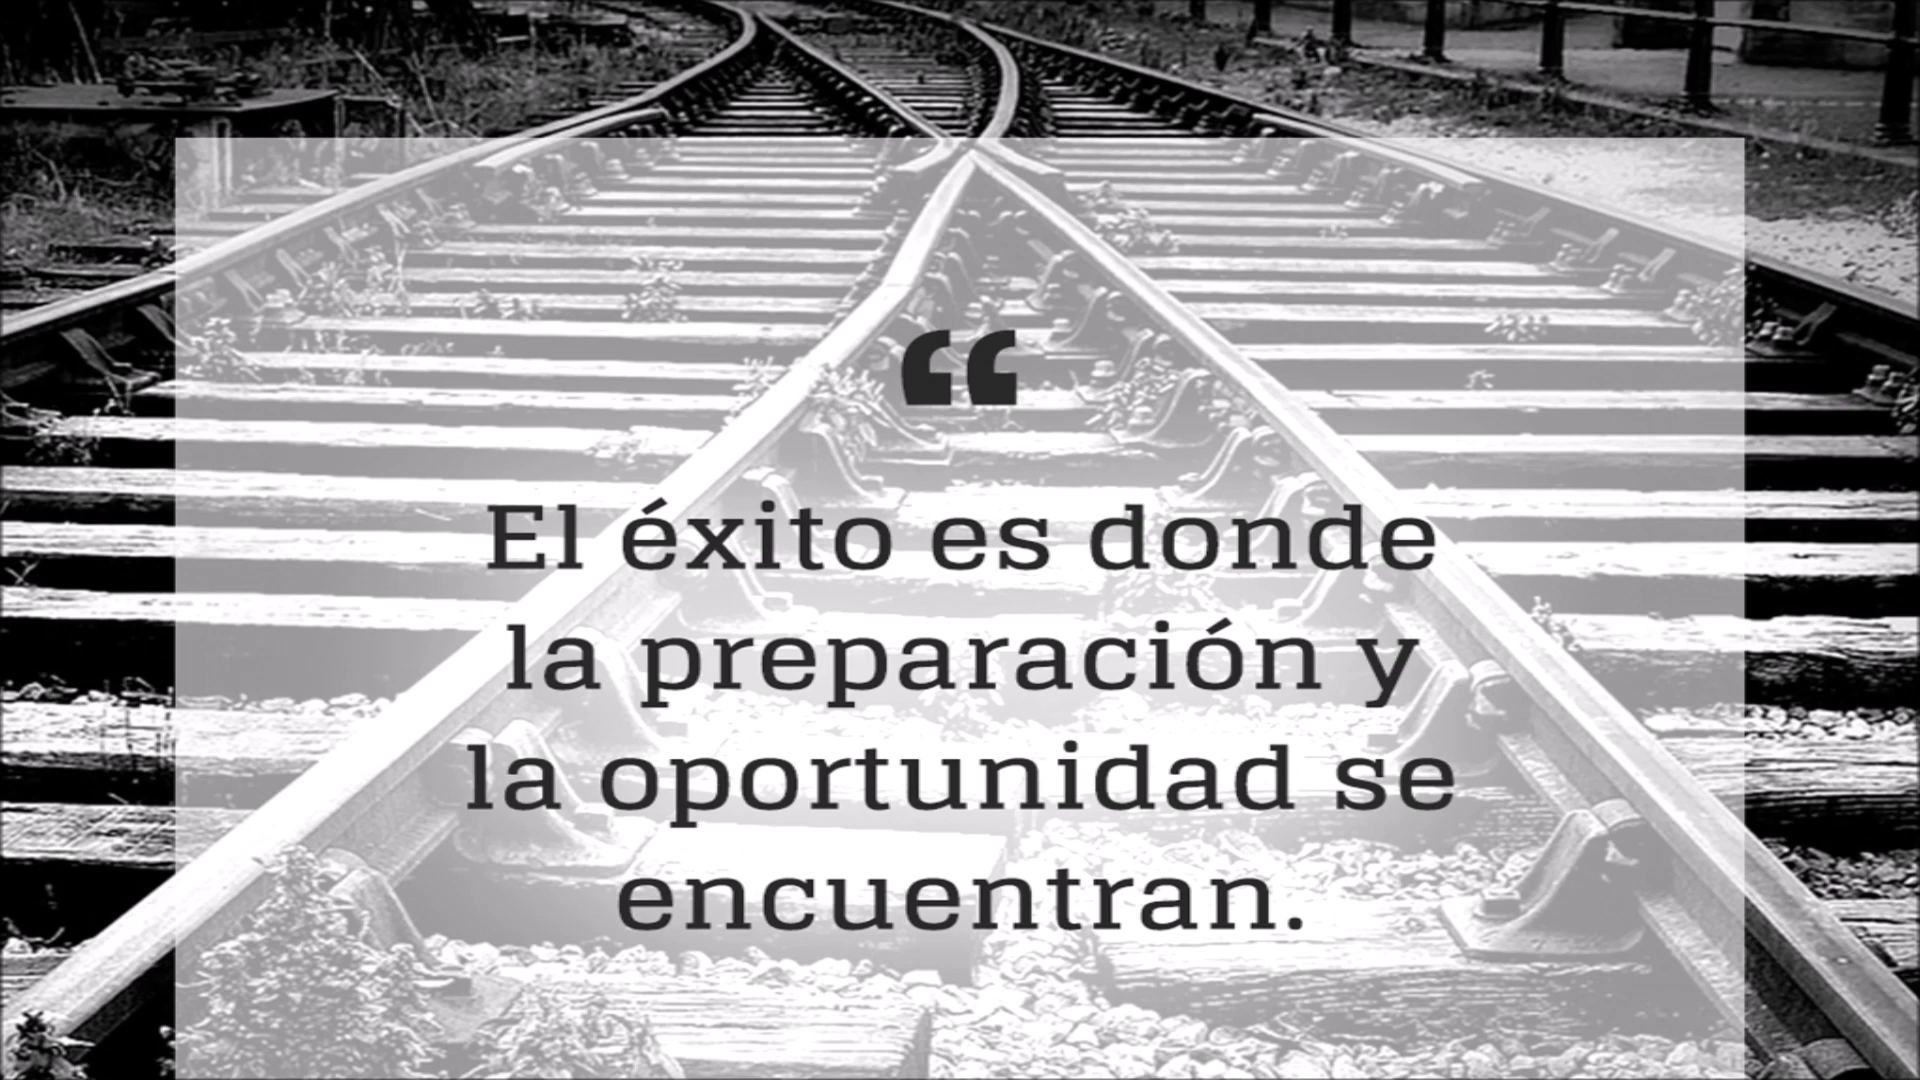 “
El éxito es donde
la preparación y
la oportunidad se
encuentran.